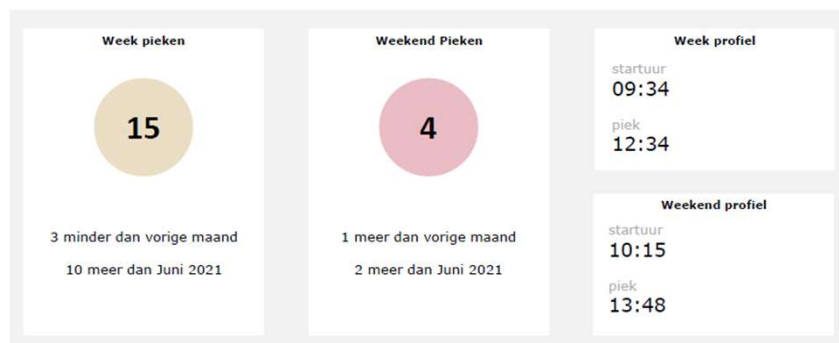 Week pieken
15
3 minder dan vorige maand
10 meer dan Juni 2021
Weekend Pieken
4
1 meer dan vorige maand
2 meer dan Juni 2021
Week profiel
startuur
09:34
piek
12:34
Weekend profiel
startuur
10:15
piek
13:48